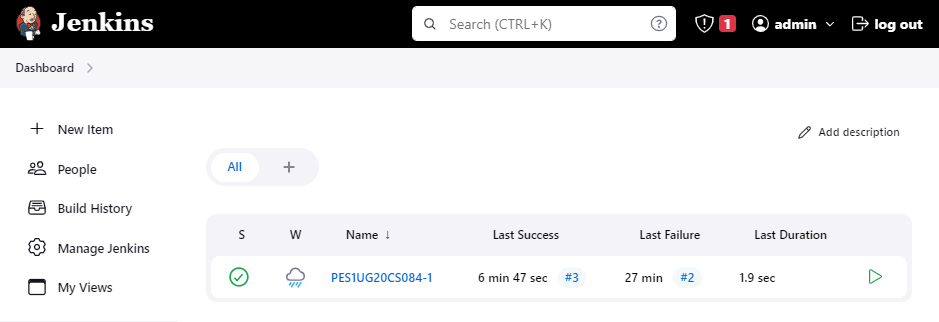 Jenkins
Search (CTRL+K)
?
1
admin
log out
Dashboard
New Item
People
Build History
Manage Jenkins
My Views
Add description
All +
S W Name ↓ Last Success Last Failure Last Duration
PES1UG20CS084-1 6 min 47 sec #3 27 min #2 1.9 sec